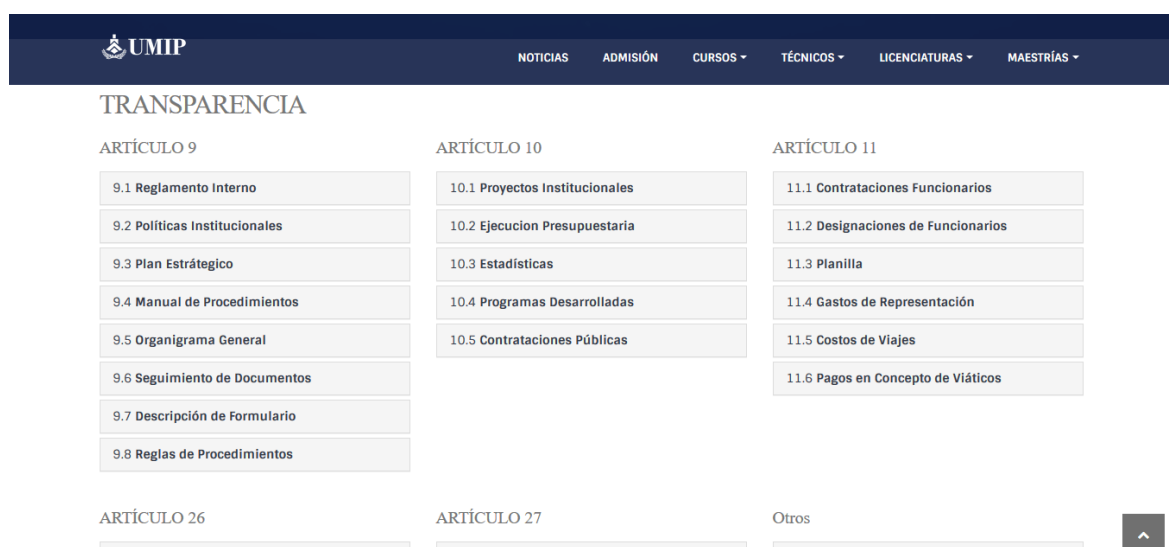 UMIP
NOTICIAS ADMISIÓN CURSOS TÉCNICOS LICENCIATURAS MAESTRÍAS
TRANSPARENCIA
ARTÍCULO 9
9.1 Reglamento Interno
9.2 Políticas Institucionales
9.3 Plan Estrátegico
9.4 Manual de Procedimientos
9.5 Organigrama General
9.6 Seguimiento de Documentos
9.7 Descripción de Formulario
9.8 Reglas de Procedimientos
ARTÍCULO 10
10.1 Proyectos Institucionales
10.2 Ejecucion Presupuestaria
10.3 Estadísticas
10.4 Programas Desarrolladas
10.5 Contrataciones Públicas
ARTÍCULO 11
11.1 Contrataciones Funcionarios
11.2 Designaciones de Funcionarios
11.3 Planilla
11.4 Gastos de Representación
11.5 Costos de Viajes
11.6 Pagos en Concepto de Viáticos
ARTÍCULO 26
ARTÍCULO 27
Otros